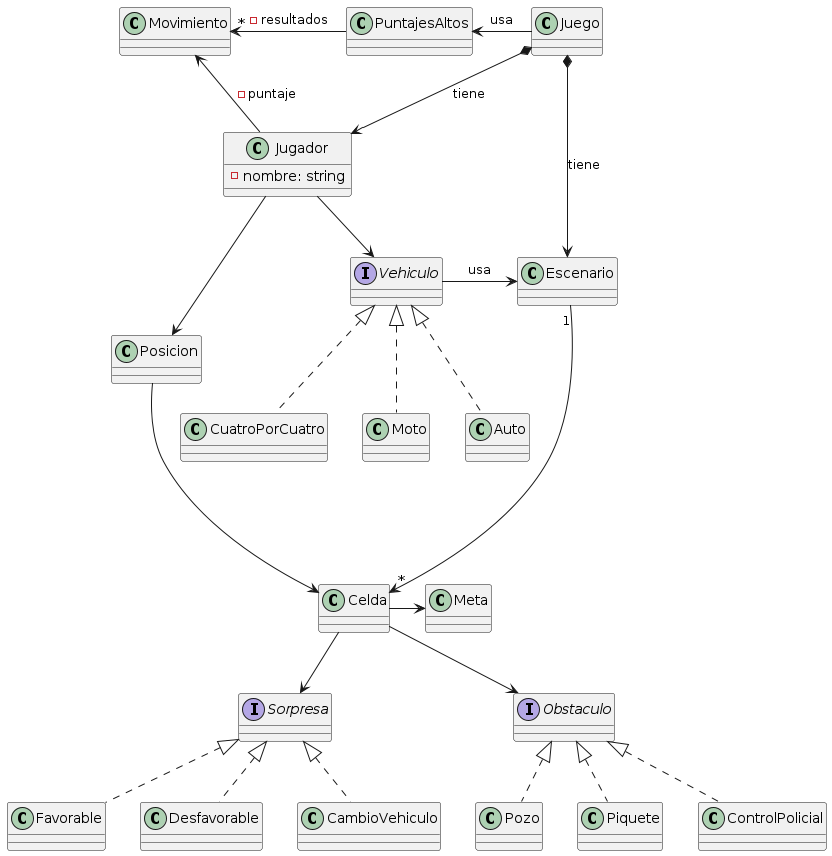 C Movimiento
* resultados
C PuntajesAltos
usa
C Juego
puntaje
tiene
C Jugador
nombre: string
tiene
I Vehiculo
usa
C Escenario
1
C Posicion
C CuatroPorCuatro
C Moto
C Auto
*
C Celda
C Meta
I Sorpresa
I Obstaculo
C Favorable
C Desfavorable
C CambioVehiculo
C Pozo
C Piquete
C ControlPolicial